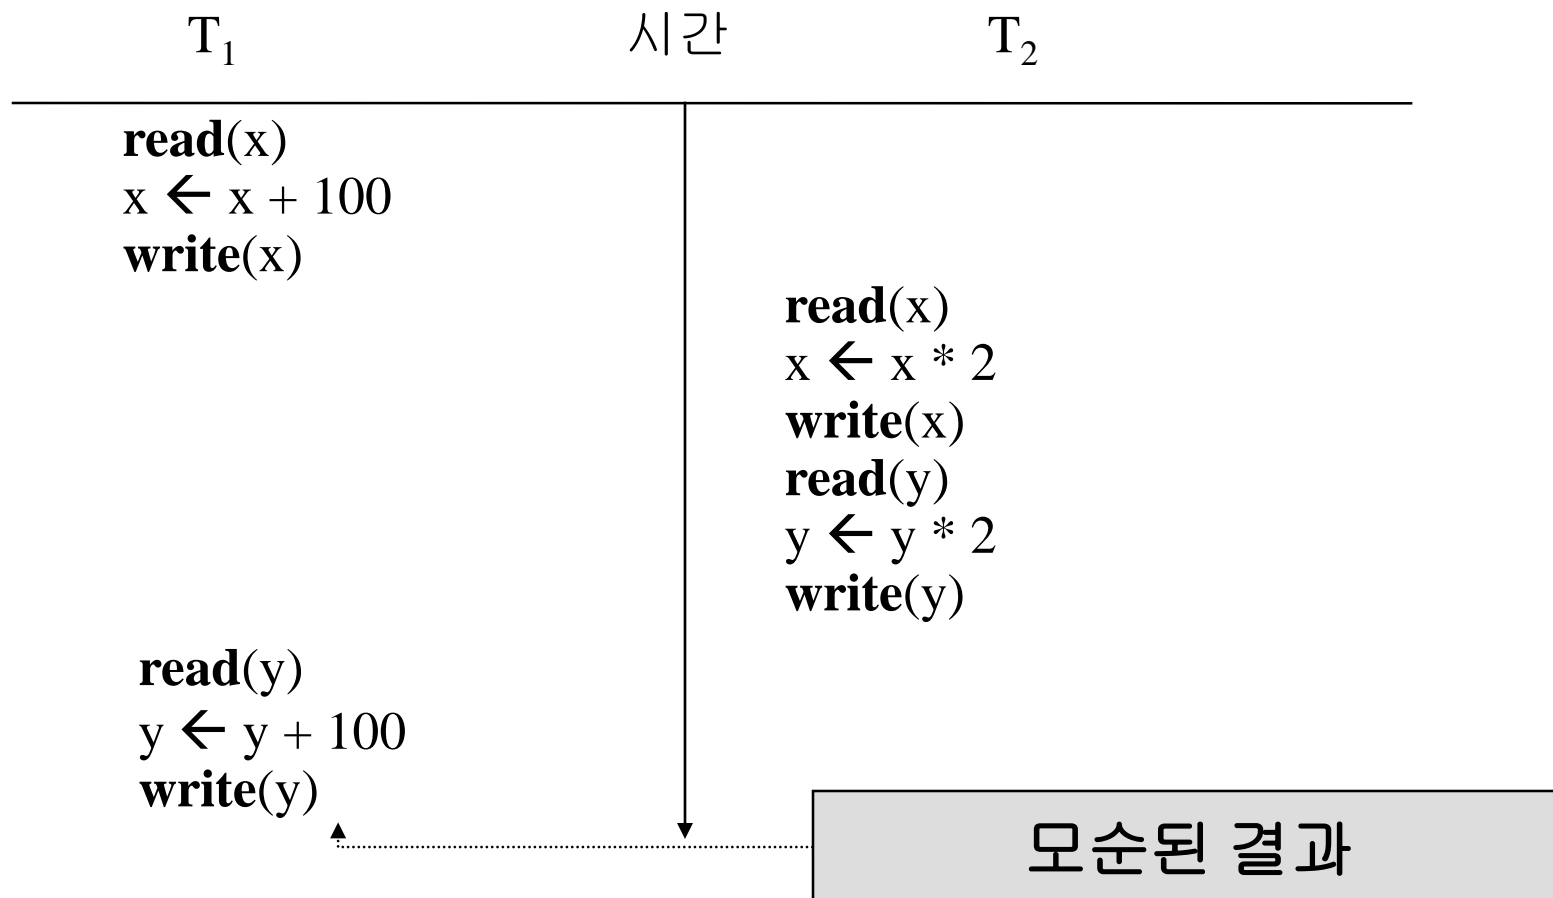 T₁ 시간 T₂
read(x)
x ← x + 100
write(x)
read(x)
x ← x * 2
write(x)
read(y)
y ← y * 2
write(y)
read(y)
y ← y + 100
write(y)
모순된 결과